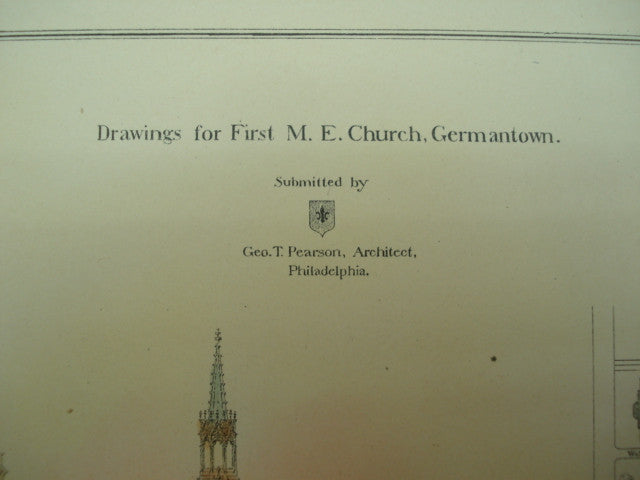 Drawings for First M. E. Church, Germantown.
Submitted by
Geo. T. Pearson, Architect,
Philadelphia.